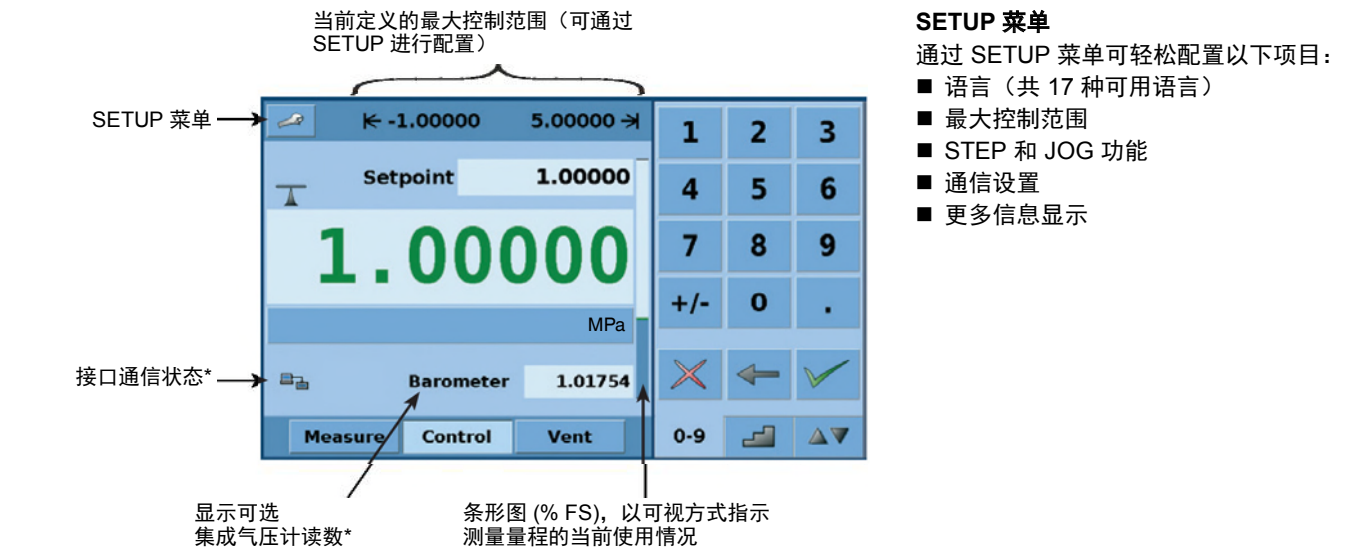 当前定义的最大控制范围（可通过
SETUP 进行配置）
SETUP 菜单
-1.00000 5.00000
Setpoint 1.00000
1.00000
MPa
接口通信状态*
Barometer 1.01754
Measure Control Vent
1 2 3
4 5 6
7 8 9
+/- 0 .
0-9
显示可选
集成气压计读数*
条形图 (% FS)，以可视方式指示
测量量程的当前使用情况
SETUP 菜单
通过 SETUP 菜单可轻松配置以下项目：
■ 语言（共 17 种可用语言）
■ 最大控制范围
■ STEP 和 JOG 功能
■ 通信设置
■ 更多信息显示